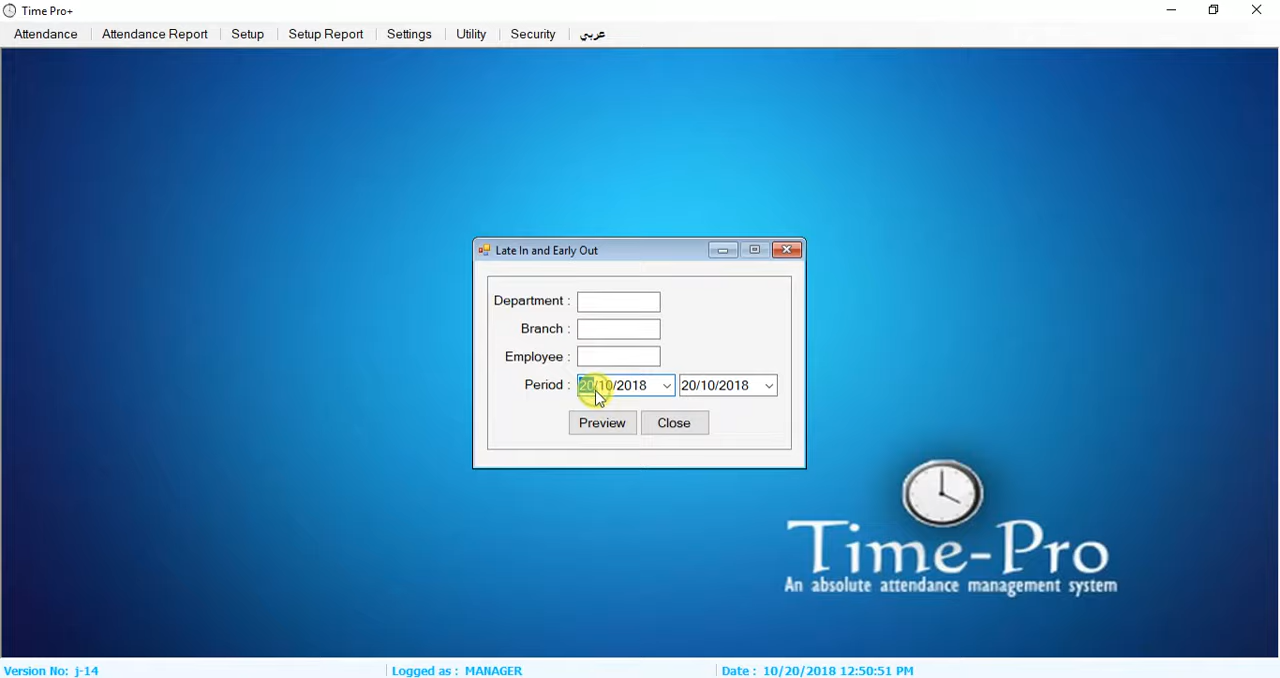 Time Pro+
Attendance Attendance Report Setup Setup Report Settings Utility Security عربي
Late In and Early Out
Department :
Branch :
Employee :
Period : 20/10/2018 20/10/2018
Preview Close
Time-Pro
An absolute attendance management system
Version No: j-14 Logged as : MANAGER Date : 10/20/2018 12:50:51 PM